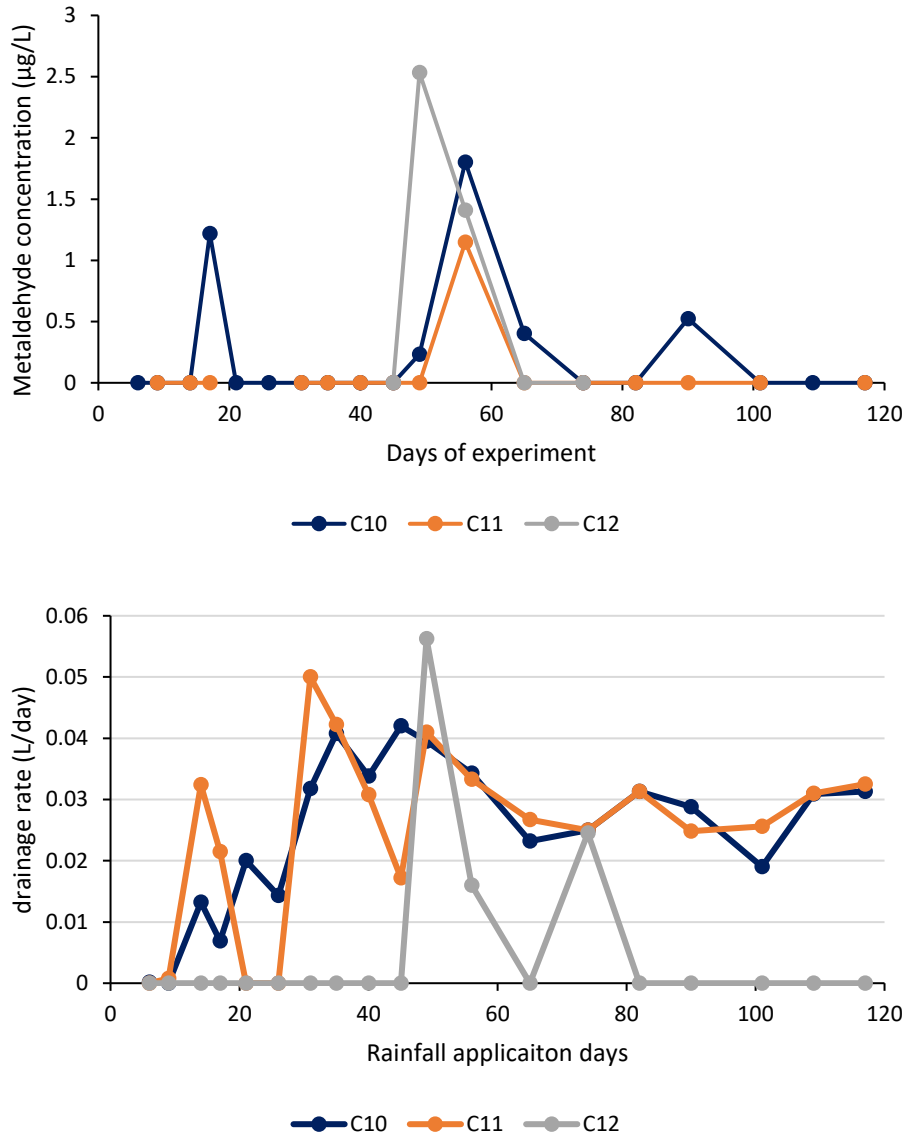 Metaldehyde concentration (µg/L)
3
2.5
2
1.5
1
0.5
0
0 20 40 60 80 100 120
Days of experiment
C10 C11 C12
drainage rate (L/day)
0.06
0.05
0.04
0.03
0.02
0.01
0
0 20 40 60 80 100 120
Rainfall applicaiton days
C10 C11 C12